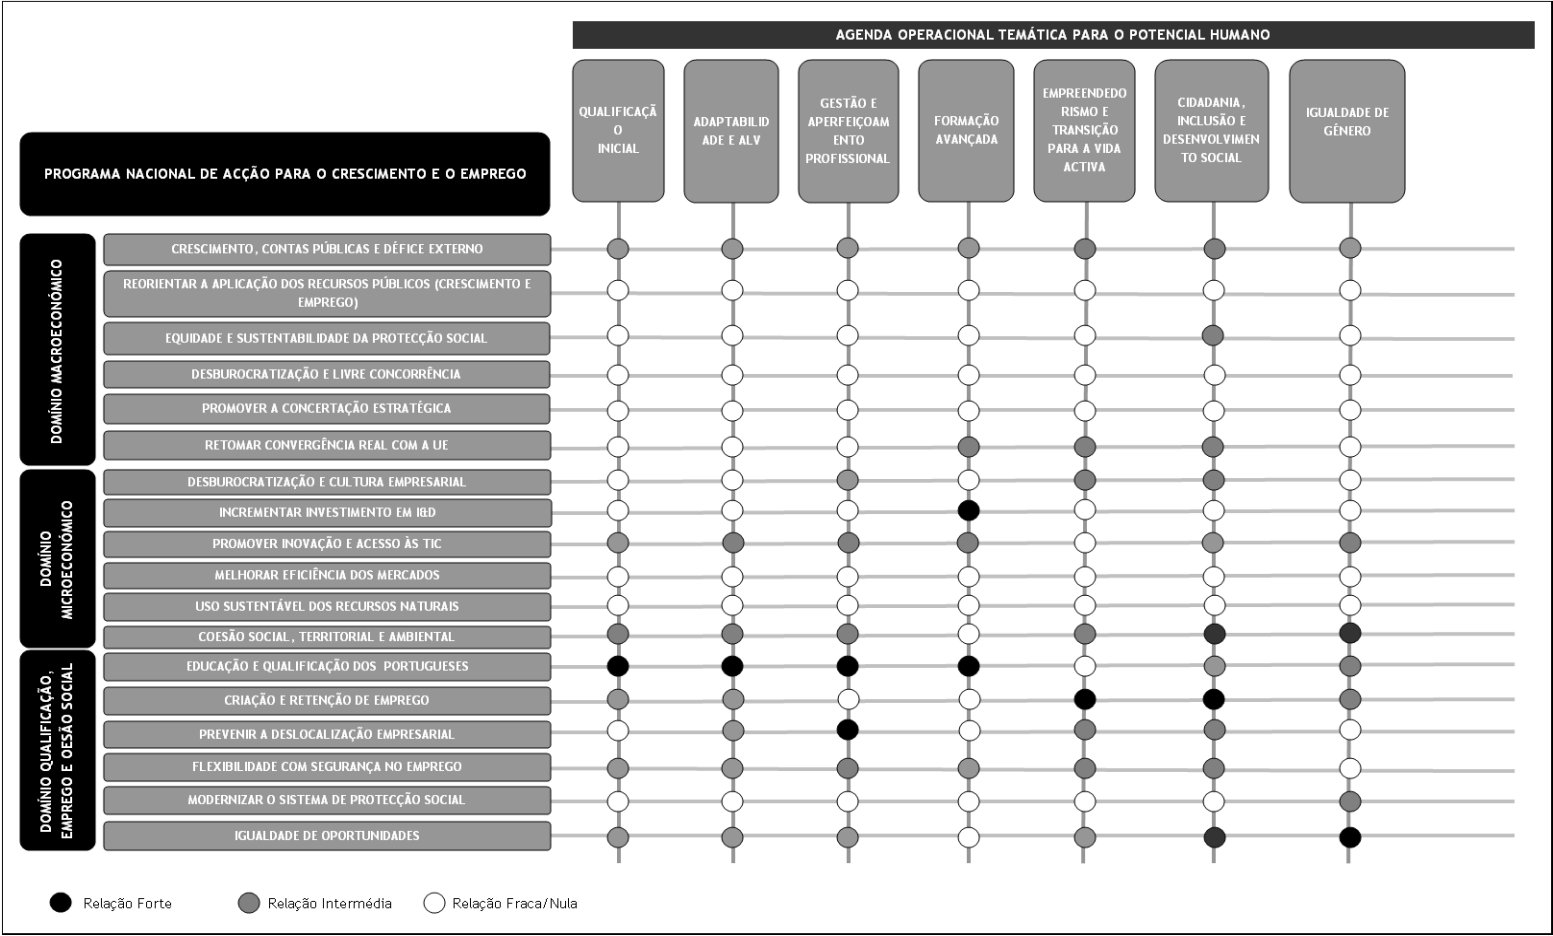 AGENDA OPERACIONAL TEMÁTICA PARA O POTENCIAL HUMANO
QUALIFICAÇÃ
O
INICIAL
ADAPTABILID
ADE E ALV
GESTÃO E
APERFEIÇOAM
ENTO
PROFISSIONAL
FORMAÇÃO
AVANÇADA
EMPREENDEDO
RISMO E
TRANSIÇÃO
PARA A VIDA
ACTIVA
CIDADANIA,
INCLUSÃO E
DESENVOLVIMEN
TO SOCIAL
IGUALDADE DE
GÉNERO
PROGRAMA NACIONAL DE ACÇÃO PARA O CRESCIMENTO E O EMPREGO
DOMÍNIO MACROECONÓMICO
CRESCIMENTO, CONTAS PÚBLICAS E DÉFICE EXTERNO
REORIENTAR A APLICAÇÃO DOS RECURSOS PÚBLICOS (CRESCIMENTO E
EMPREGO)
EQUIDADE E SUSTENTABILIDADE DA PROTECÇÃO SOCIAL
DESBUROCRATIZAÇÃO E LIVRE CONCORRÊNCIA
PROMOVER A CONCERTAÇÃO ESTRATÉGICA
RETOMAR CONVERGÊNCIA REAL COM A UE
DOMÍNIO
MICROECONÓMICO
DESBUROCRATIZAÇÃO E CULTURA EMPRESARIAL
INCREMENTAR INVESTIMENTO EM I&D
PROMOVER INOVAÇÃO E ACESSO ÀS TIC
MELHORAR EFICIÊNCIA DOS MERCADOS
USO SUSTENTÁVEL DOS RECURSOS NATURAIS
COESÃO SOCIAL, TERRITORIAL E AMBIENTAL
DOMÍNIO QUALIFICAÇÃO,
EMPREGO E OESÃO SOCIAL
EDUCAÇÃO E QUALIFICAÇÃO DOS PORTUGUESES
CRIAÇÃO E RETENÇÃO DE EMPREGO
PREVENIR A DESLOCALIZAÇÃO EMPRESARIAL
FLEXIBILIDADE COM SEGURANÇA NO EMPREGO
MODERNIZAR O SISTEMA DE PROTECÇÃO SOCIAL
IGUALDADE DE OPORTUNIDADES
Relação Forte
Relação Intermédia
Relação Fraca/Nula